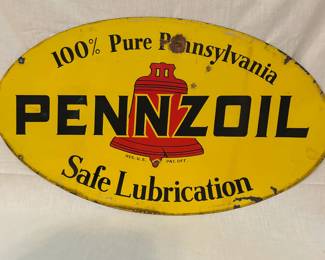 100% Pure Pennsylvania
PENNZOIL
REG. U.S. PAT. OFF.
Safe Lubrication